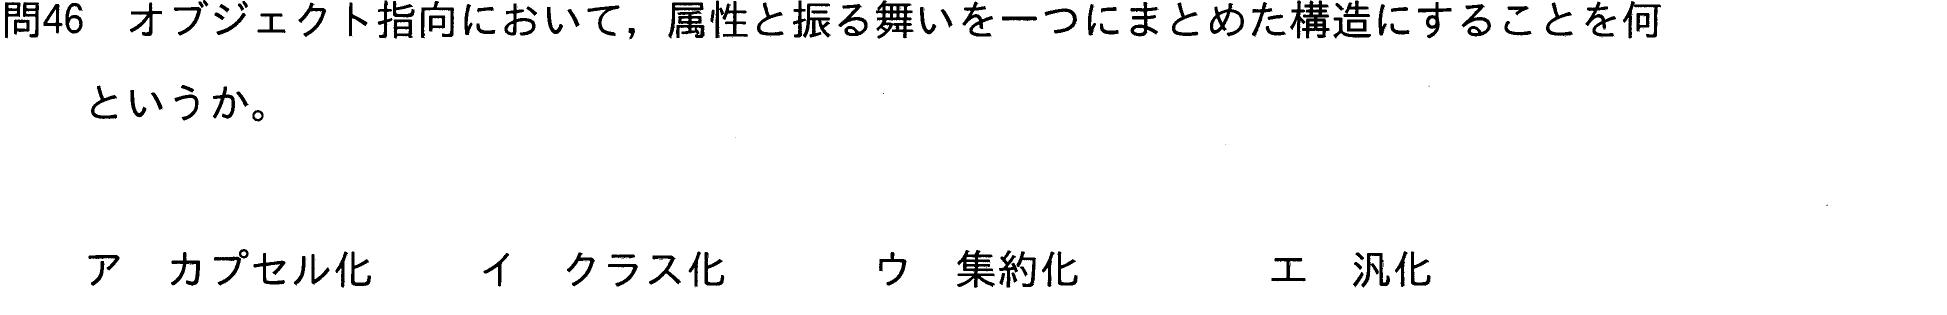 問46　オブジェクト指向において，属性と振る舞いを一つにまとめた構造にすることを何
というか。
ア　カプセル化　　イ　クラス化　　ウ　集約化　　エ　汎化